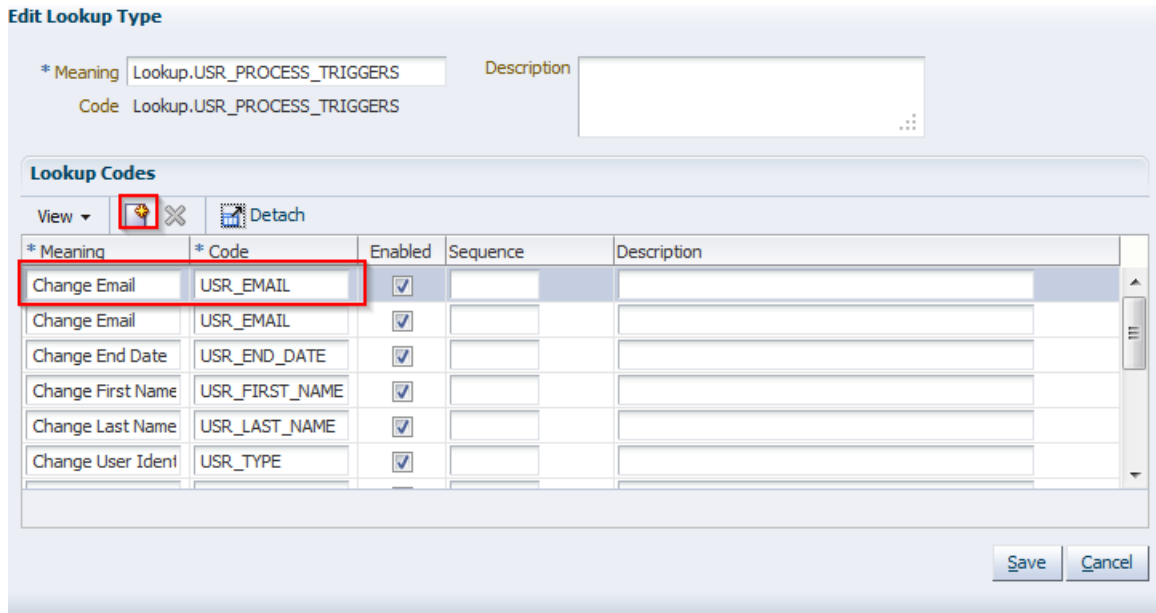 Edit Lookup Type
* Meaning Lookup.USR_PROCESS_TRIGGERS Description
Code Lookup.USR_PROCESS_TRIGGERS
Lookup Codes
View Detach
* Meaning * Code Enabled Sequence Description
Change Email USR_EMAIL
Change Email USR_EMAIL
Change End Date USR_END_DATE
Change First Name USR_FIRST_NAME
Change Last Name USR_LAST_NAME
Change User Ident USR_TYPE
Save Cancel